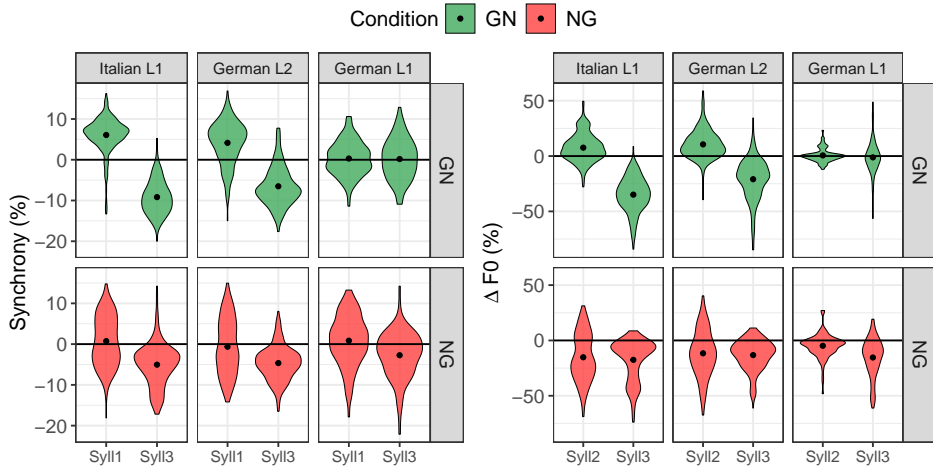 Condition GN NG
Italian L1 German L2 German L1
Synchrony (%)
10
0
−10
−20
GN
10
0
−10
−20
NG
Syll1 Syll3 Syll1 Syll3 Syll1 Syll3
Italian L1 German L2 German L1
Δ F0 (%)
50
0
−50
GN
50
0
−50
NG
Syll2 Syll3 Syll2 Syll3 Syll2 Syll3